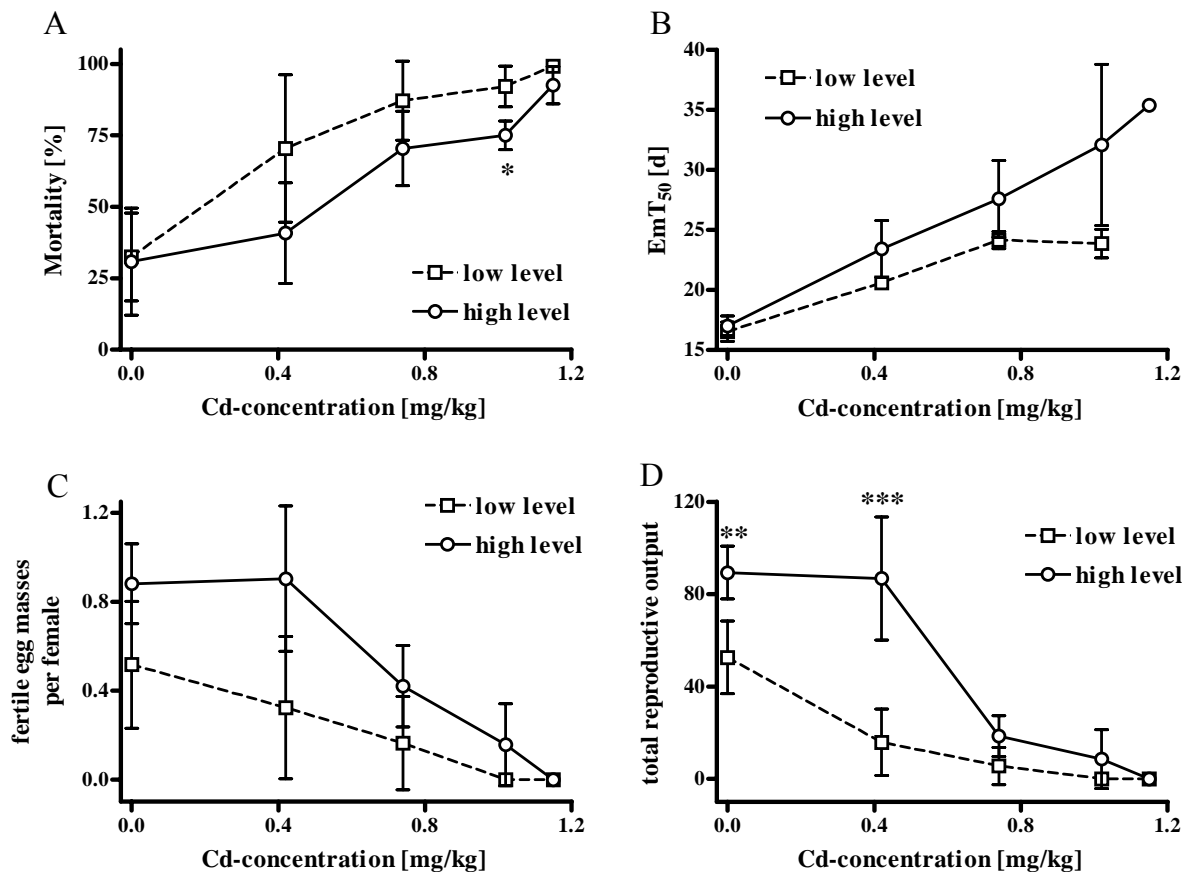 A
Mortality [%]
100
75
50
25
0
*
low level
high level
0.0 0.4 0.8 1.2
Cd-concentration [mg/kg]
B
EmT50 [d]
40
35
30
25
20
15
low level
high level
0.0 0.4 0.8 1.2
Cd-concentration [mg/kg]
C
fertile egg masses
per female
1.2
0.8
0.4
0.0
low level
high level
0.0 0.4 0.8 1.2
Cd-concentration [mg/kg]
D
total reproductive output
120
80
40
0
**
***
low level
high level
0.0 0.4 0.8 1.2
Cd-concentration [mg/kg]